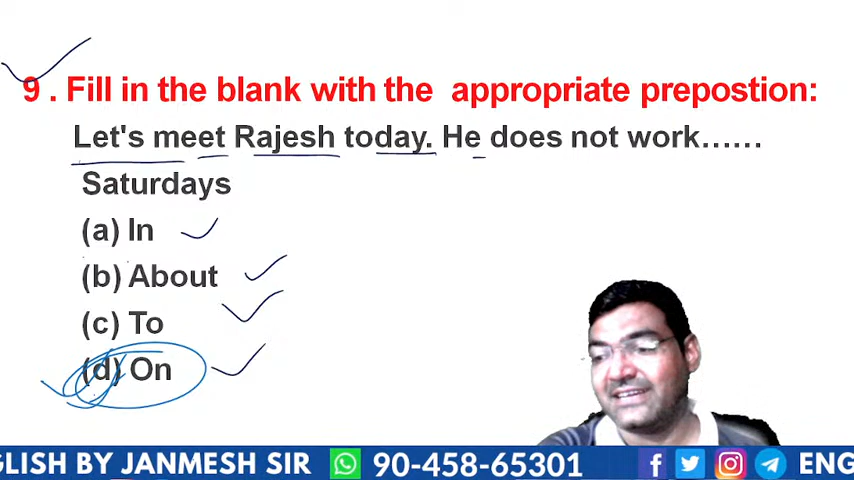 9 . Fill in the blank with the appropriate prepostion:
Let's meet Rajesh today. He does not work......
Saturdays
(a) In
(b) About
(c) To
(d) On
GLISH BY JANMESH SIR 90-458-65301 ENG